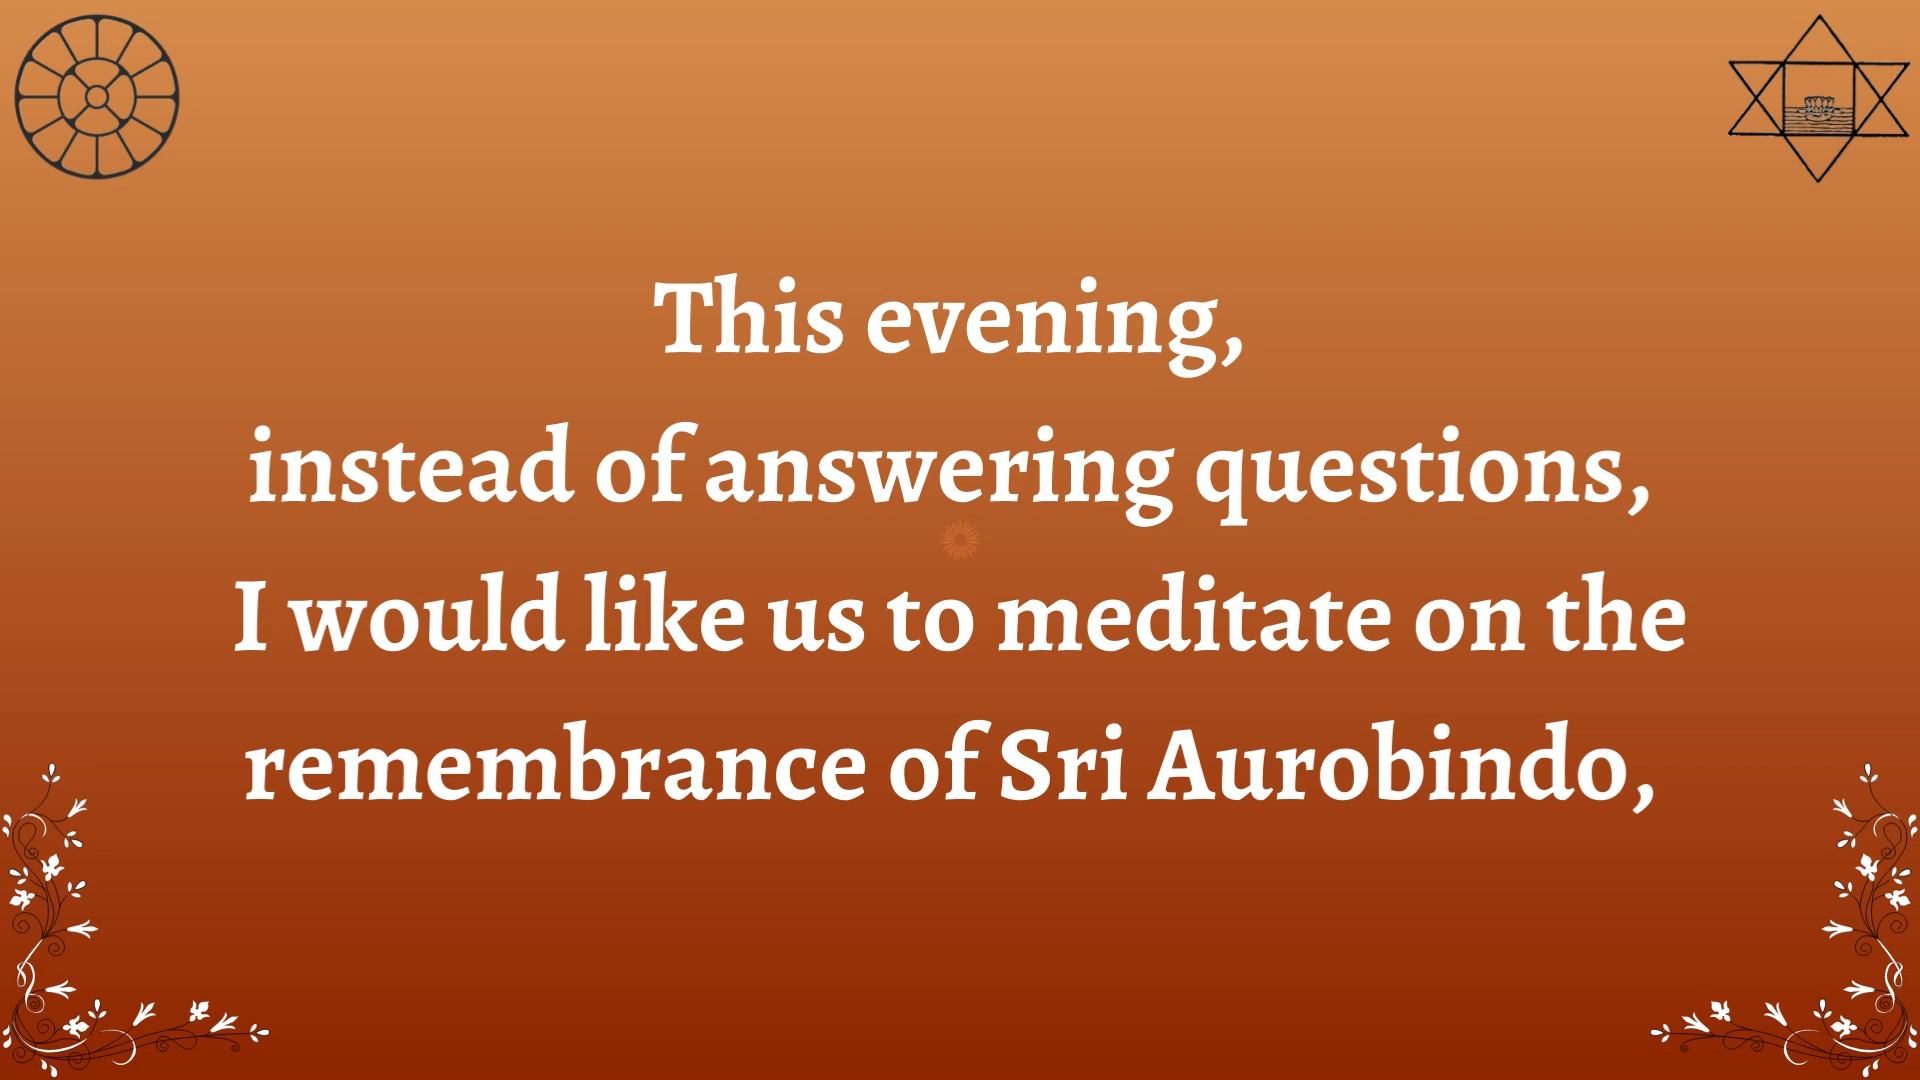 This evening,
instead of answering questions,
I would like us to meditate on the
remembrance of Sri Aurobindo,